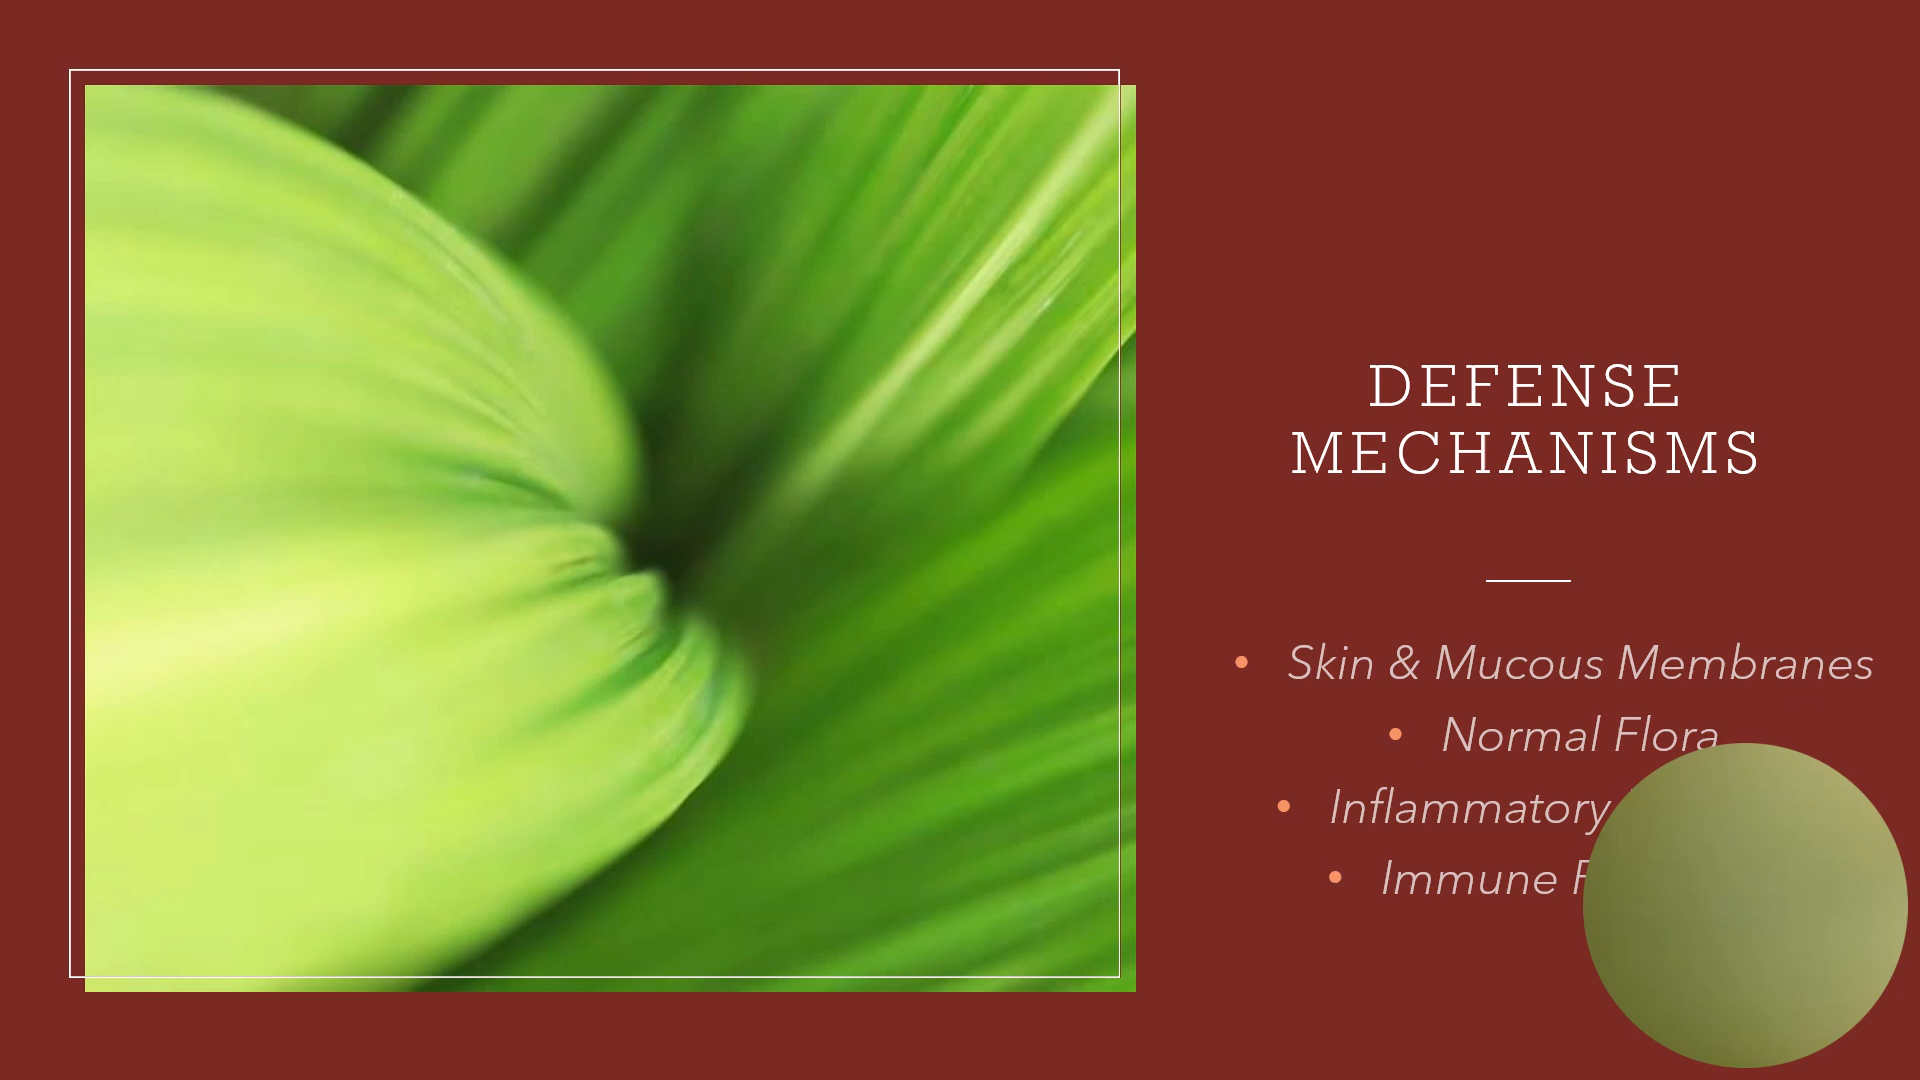 DEFENSE
MECHANISMS
• Skin & Mucous Membranes
• Normal Flora
• Inflammatory
• Immune